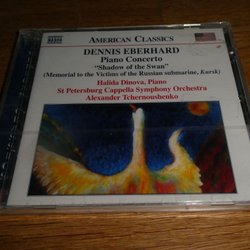 NAXOS
AMERICAN CLASSICS
DENNIS EBERHARD
Piano Concerto
"Shadow of the Swan"
(Memorial to the Victims of the Russian submarine, Kursk)
Halida Dinova, Piano
St Petersburg Cappella Symphony Orchestra
Alexander Tchernoushenko